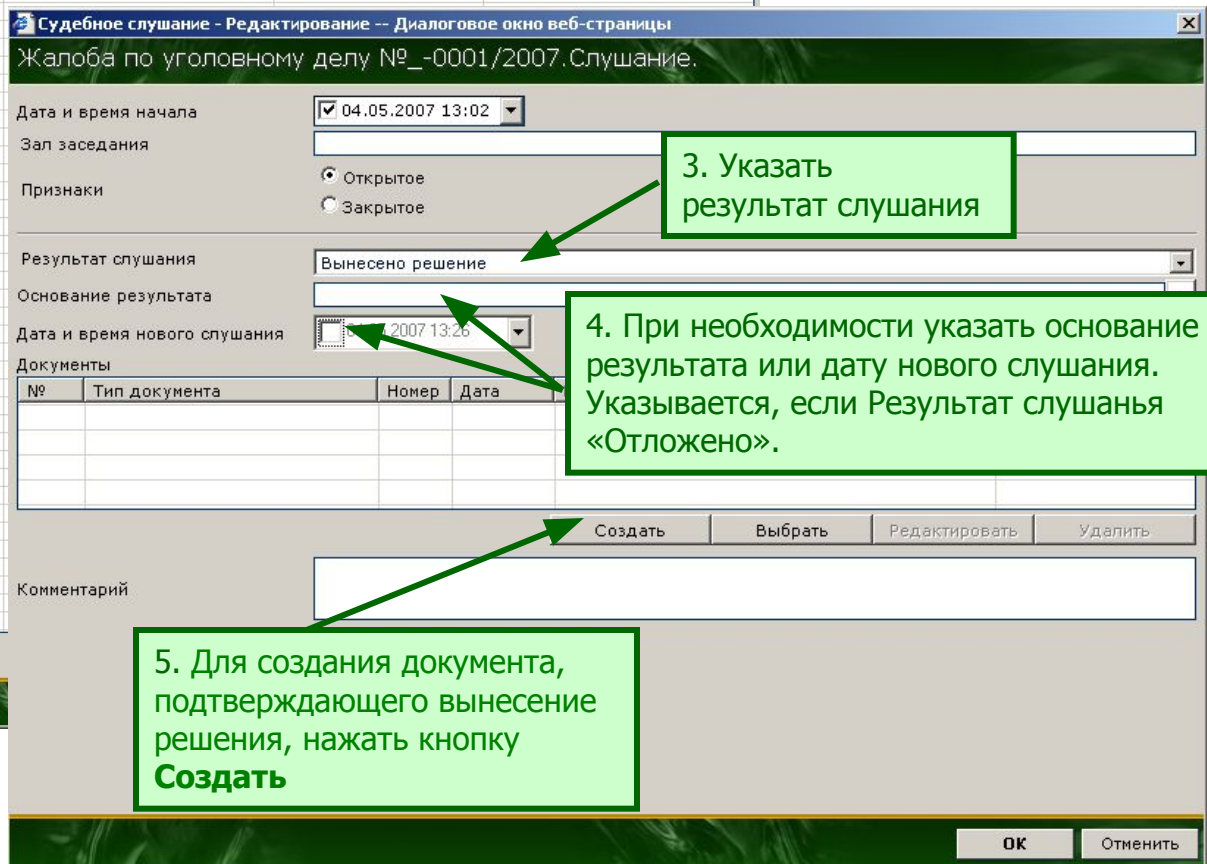 Судебное слушание - Редактирование -- Диалоговое окно веб-страницы
Жалоба по уголовному делу №_-0001/2007.Слушание.
Дата и время начала
04.05.2007 13:02
Зал заседания
Признаки
Открытое
Закрытое
3. Указать
результат слушания
Результат слушания
Вынесено решение
Основание результата
Дата и время нового слушания
2007 13:26
4. При необходимости указать основание
результата или дату нового слушания.
Указывается, если Результат слушанья
«Отложено».
Документы
№ Тип документа Номер Дата
Создать Выбрать Редактировать Удалить
Комментарий
5. Для создания документа,
подтверждающего вынесение
решения, нажать кнопку
Создать
ОК Отменить